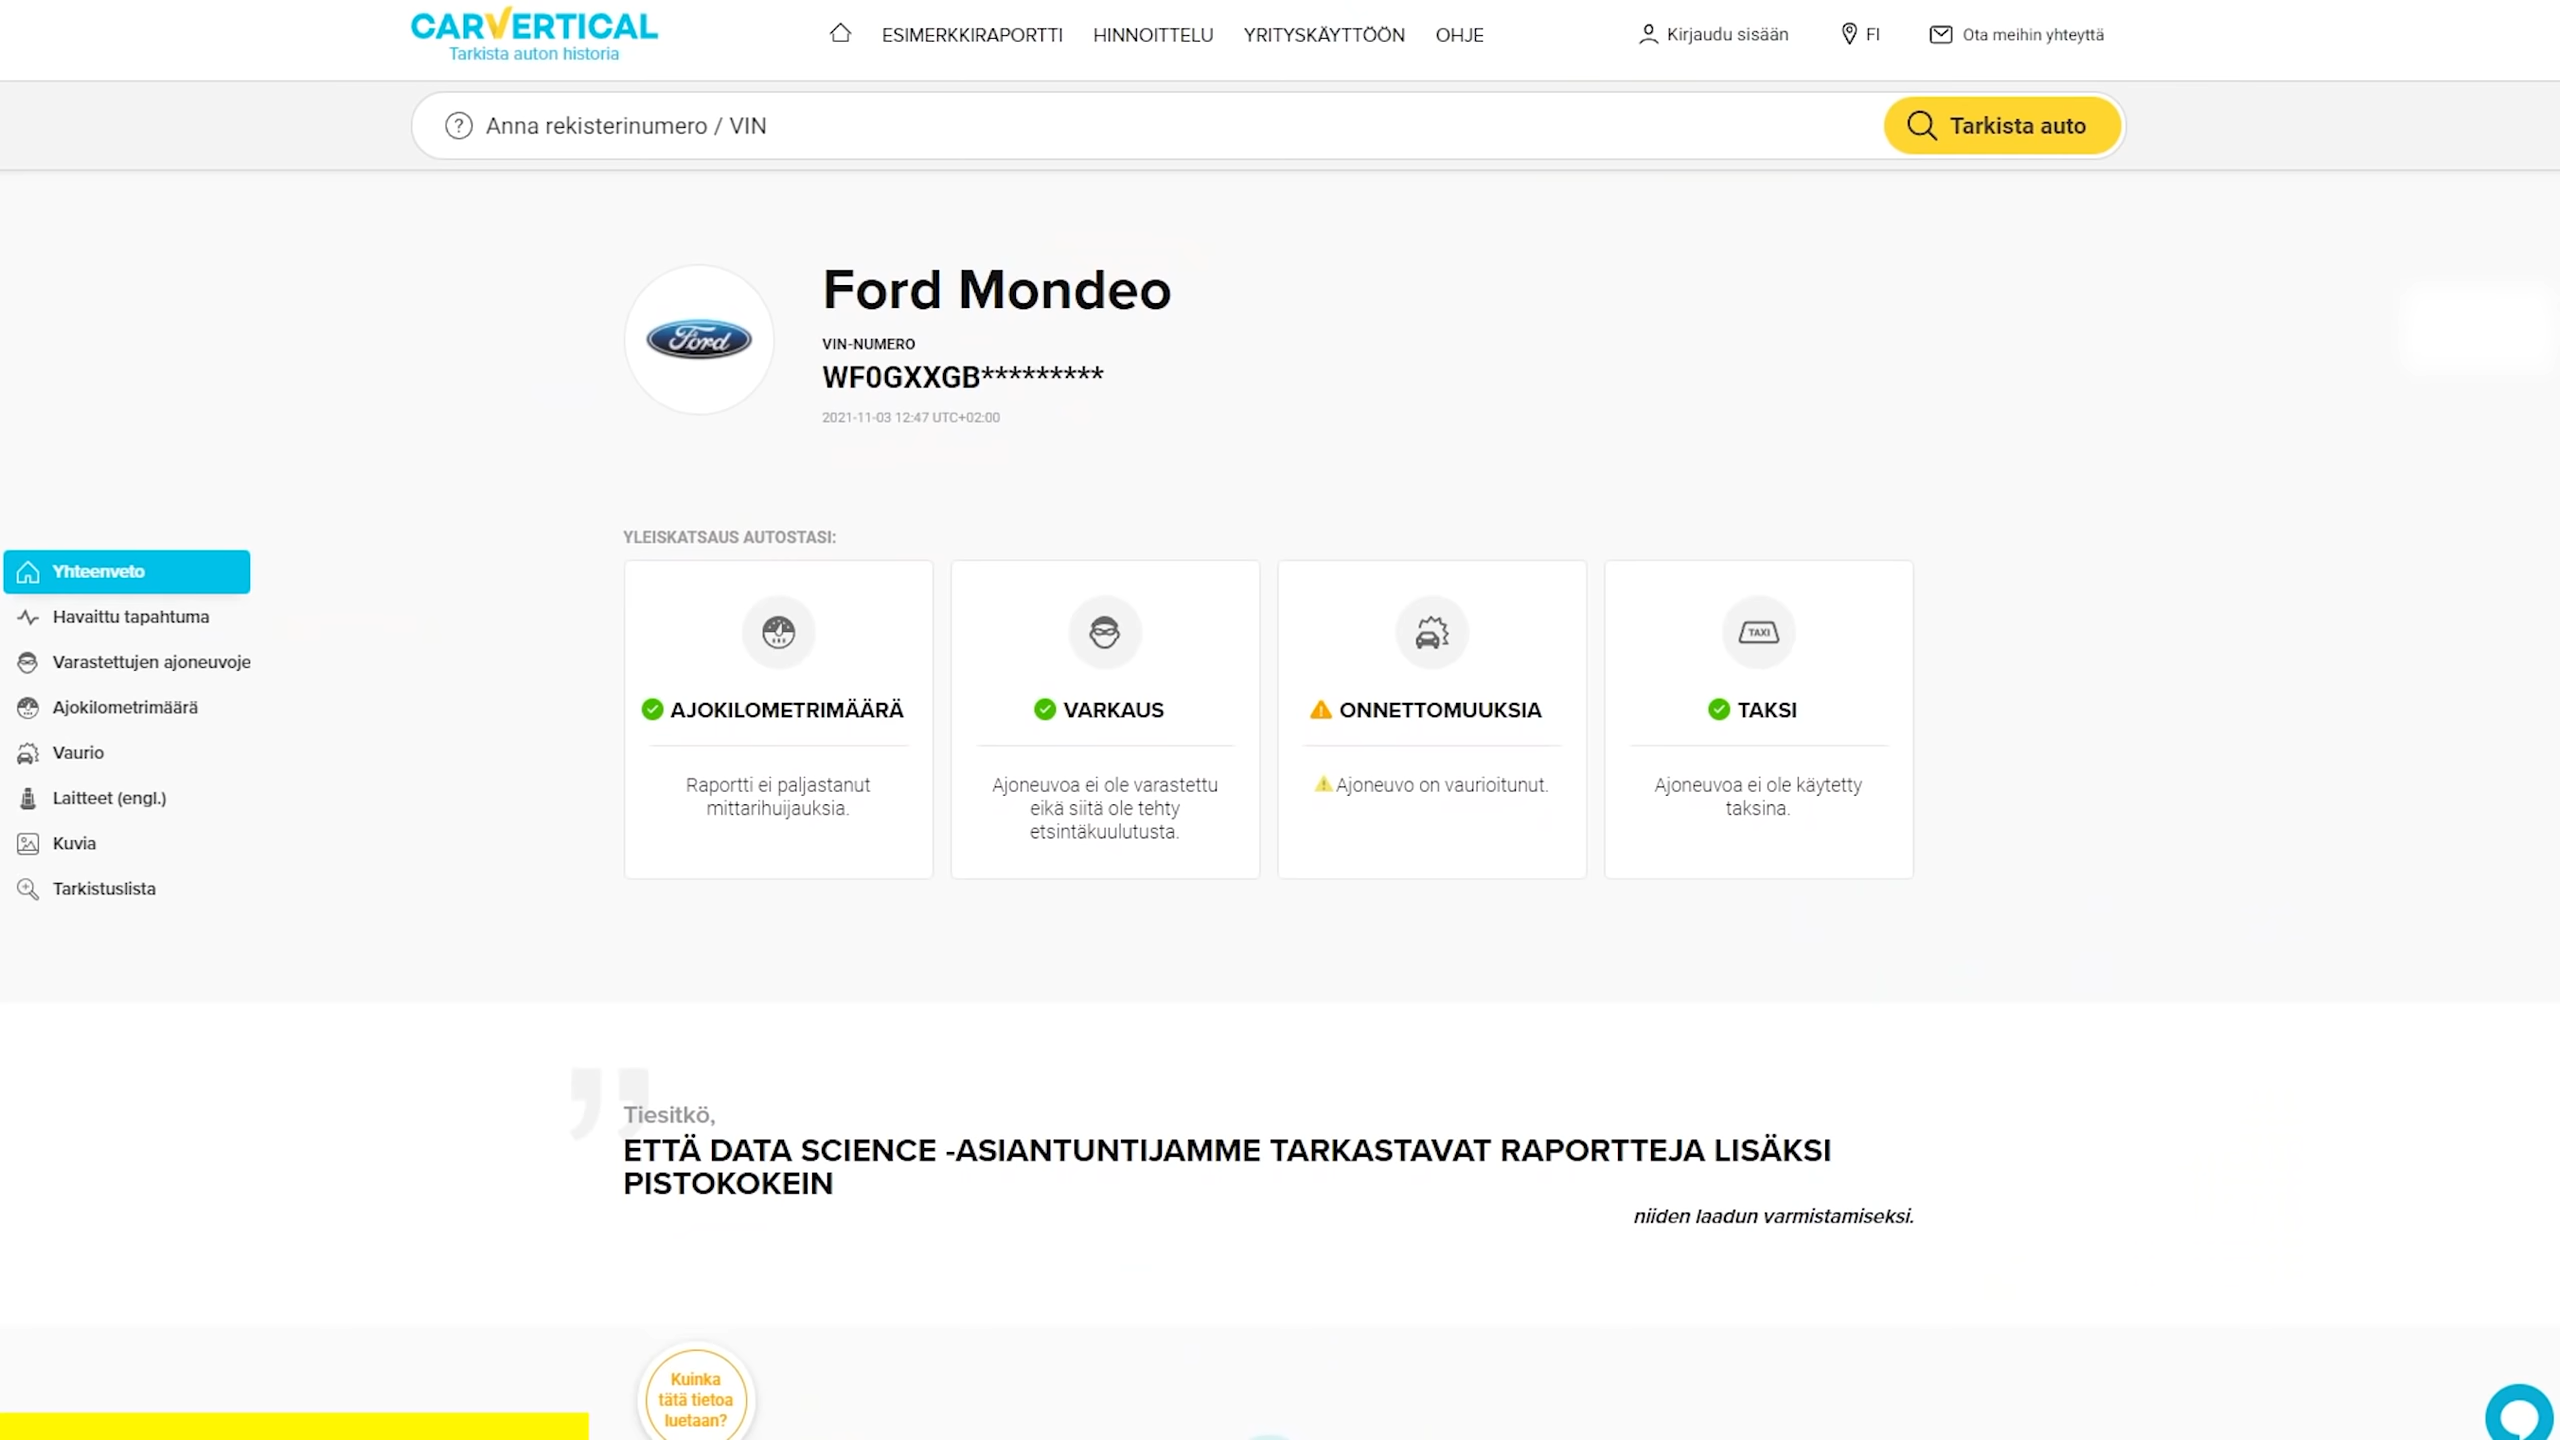 CARVERTICAL
Tarkista auton historia
ESIMERKKIRAPORTTI
HINNOITTELU
YRITYSKÄYTTÖÖN
OHJE
Kirjaudu sisään
FI
Ota meihin yhteyttä
? Anna rekisterinumero / VIN
Tarkista auto
Ford
Ford Mondeo
VIN-NUMERO
WF0GXXGB*********
2021-11-03 12:47 UTC+02:00
Yhteenveto
Havaittu tapahtuma
Varastettujen ajoneuvoje
Ajokilometrimäärä
Vaurio
Laitteet (engl.)
Kuvia
Tarkistuslista
YLEISKATSAUS AUTOSTASI:
AJOKILOMETRIMÄÄRÄ
Raportti ei paljastanut
mittarihuijauksia.
VARKAUS
Ajoneuvoa ei ole varastettu
eikä siitä ole tehty
etsintäkuulutusta.
ONNETTOMUUKSIA
Ajoneuvo on vaurioitunut.
TAXI
TAKSI
Ajoneuvoa ei ole käytetty
taksina.
Tiesitkö,
ETTÄ DATA SCIENCE -ASIANTUNTIJAMME TARKASTAVAT RAPORTTEJA LISÄKSI
PISTOKOKEIN
niiden laadun varmistamiseksi.
Kuinka
tätä tietoa
luetaan?